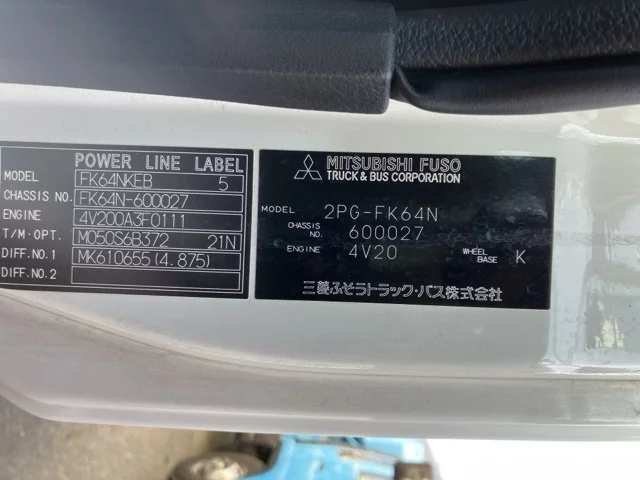 POWER LINE LABEL
MODEL FK64NKEB 5
CHASSIS NO. FK64N-600027
ENGINE 4V200A3F0111
T/M·OPT. M050S6B372 21N
DIFF.NO.1 MK610655(4.875)
DIFF.NO.2
MITSUBISHI FUSO
TRUCK & BUS CORPORATION
MODEL 2PG-FK64N
CHASSIS NO. 600027
ENGINE 4V20 WHEEL BASE K
三菱ふそうトラック・バス株式会社